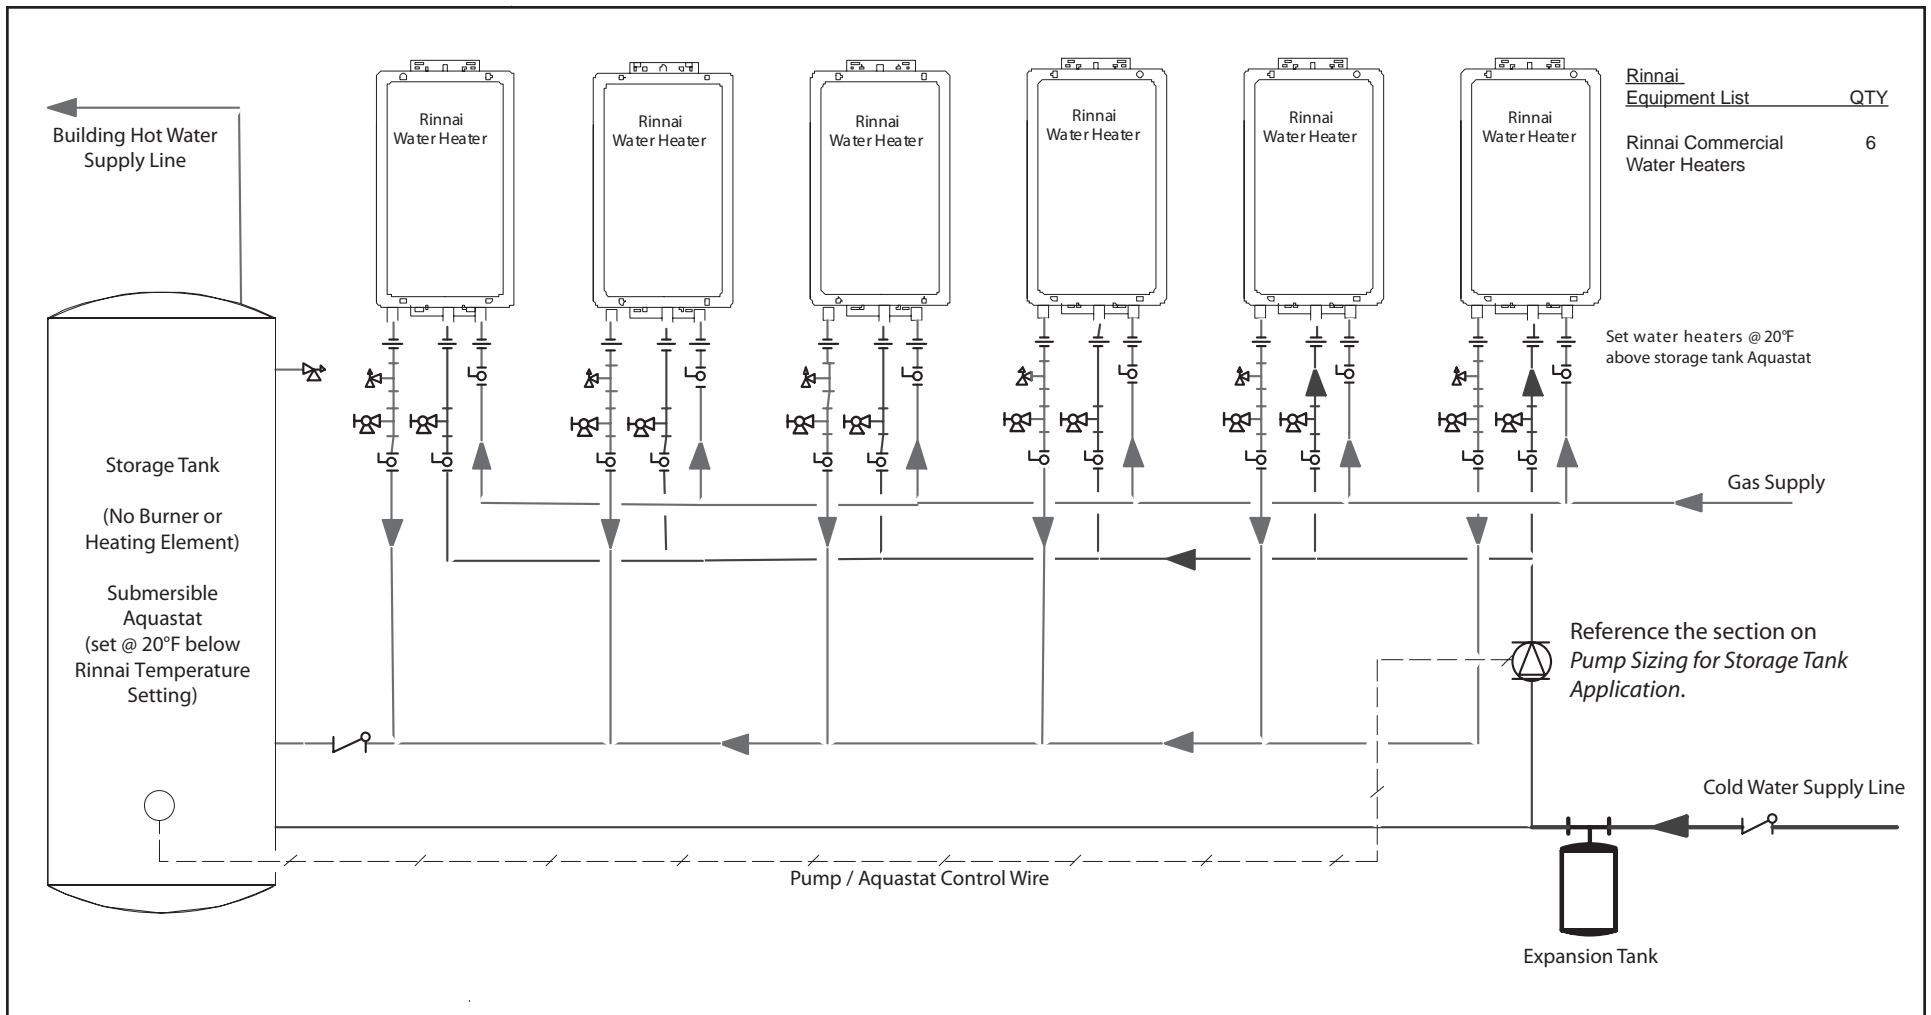 Rinnai
Water Heater
Rinnai
Water Heater
Rinnai
Water Heater
Rinnai
Water Heater
Rinnai
Water Heater
Rinnai
Water Heater
Rinnai
Equipment List QTY
Rinnai Commercial 6
Water Heaters
Building Hot Water
Supply Line
Set water heaters @ 20°F
above storage tank Aquastat
Storage Tank
(No Burner or
Heating Element)
Submersible
Aquastat
(set @ 20°F below
Rinnai Temperature
Setting)
Gas Supply
Reference the section on
Pump Sizing for Storage Tank
Application.
Cold Water Supply Line
Pump / Aquastat Control Wire
Expansion Tank